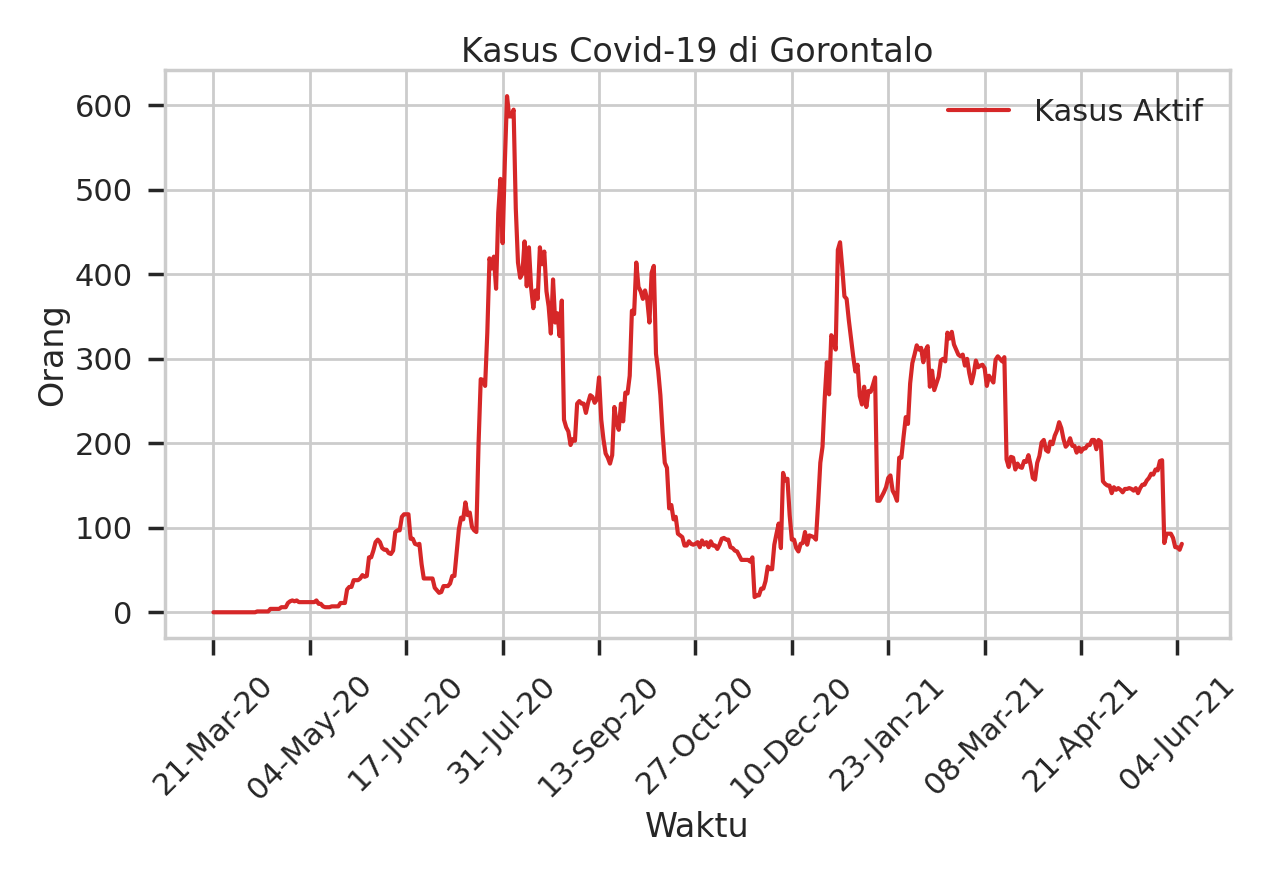 Kasus Covid-19 di Gorontalo
Kasus Aktif
600
500
400
300
200
100
0
Orang
21-Mar-20
04-May-20
17-Jun-20
31-Jul-20
13-Sep-20
27-Oct-20
10-Dec-20
23-Jan-21
08-Mar-21
21-Apr-21
04-Jun-21
Waktu